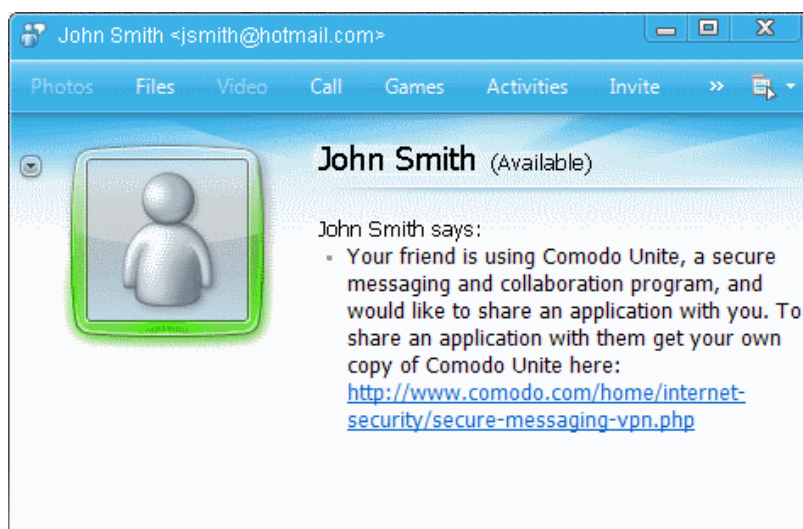 John Smith <jsmith@hotmail.com>
Photos Files Video Call Games Activities Invite »
John Smith (Available)
John Smith says:
Your friend is using Comodo Unite, a secure
messaging and collaboration program, and
would like to share an application with you. To
share an application with them get your own
copy of Comodo Unite here:
http://www.comodo.com/home/internet-
security/secure-messaging-vpn.php